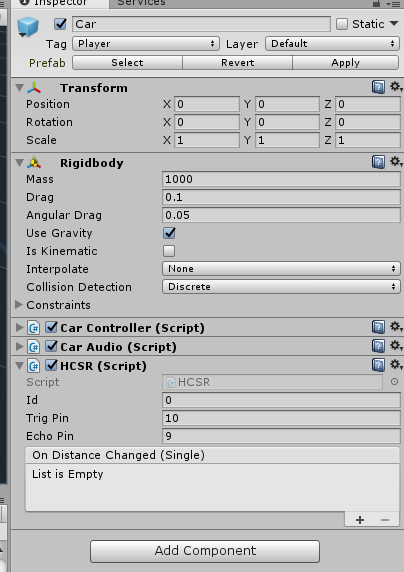 Inspector Services
Car Static
Tag Player Layer Default
Prefab Select Revert Apply
Transform
Position X 0 Y 0 Z 0
Rotation X 0 Y 0 Z 0
Scale X 1 Y 1 Z 1
Rigidbody
Mass 1000
Drag 0.1
Angular Drag 0.05
Use Gravity
Is Kinematic
Interpolate None
Collision Detection Discrete
Constraints
Car Controller (Script)
Car Audio (Script)
HCSR (Script)
Script HCSR
Id 0
Trig Pin 10
Echo Pin 9
On Distance Changed (Single)
List is Empty
Add Component